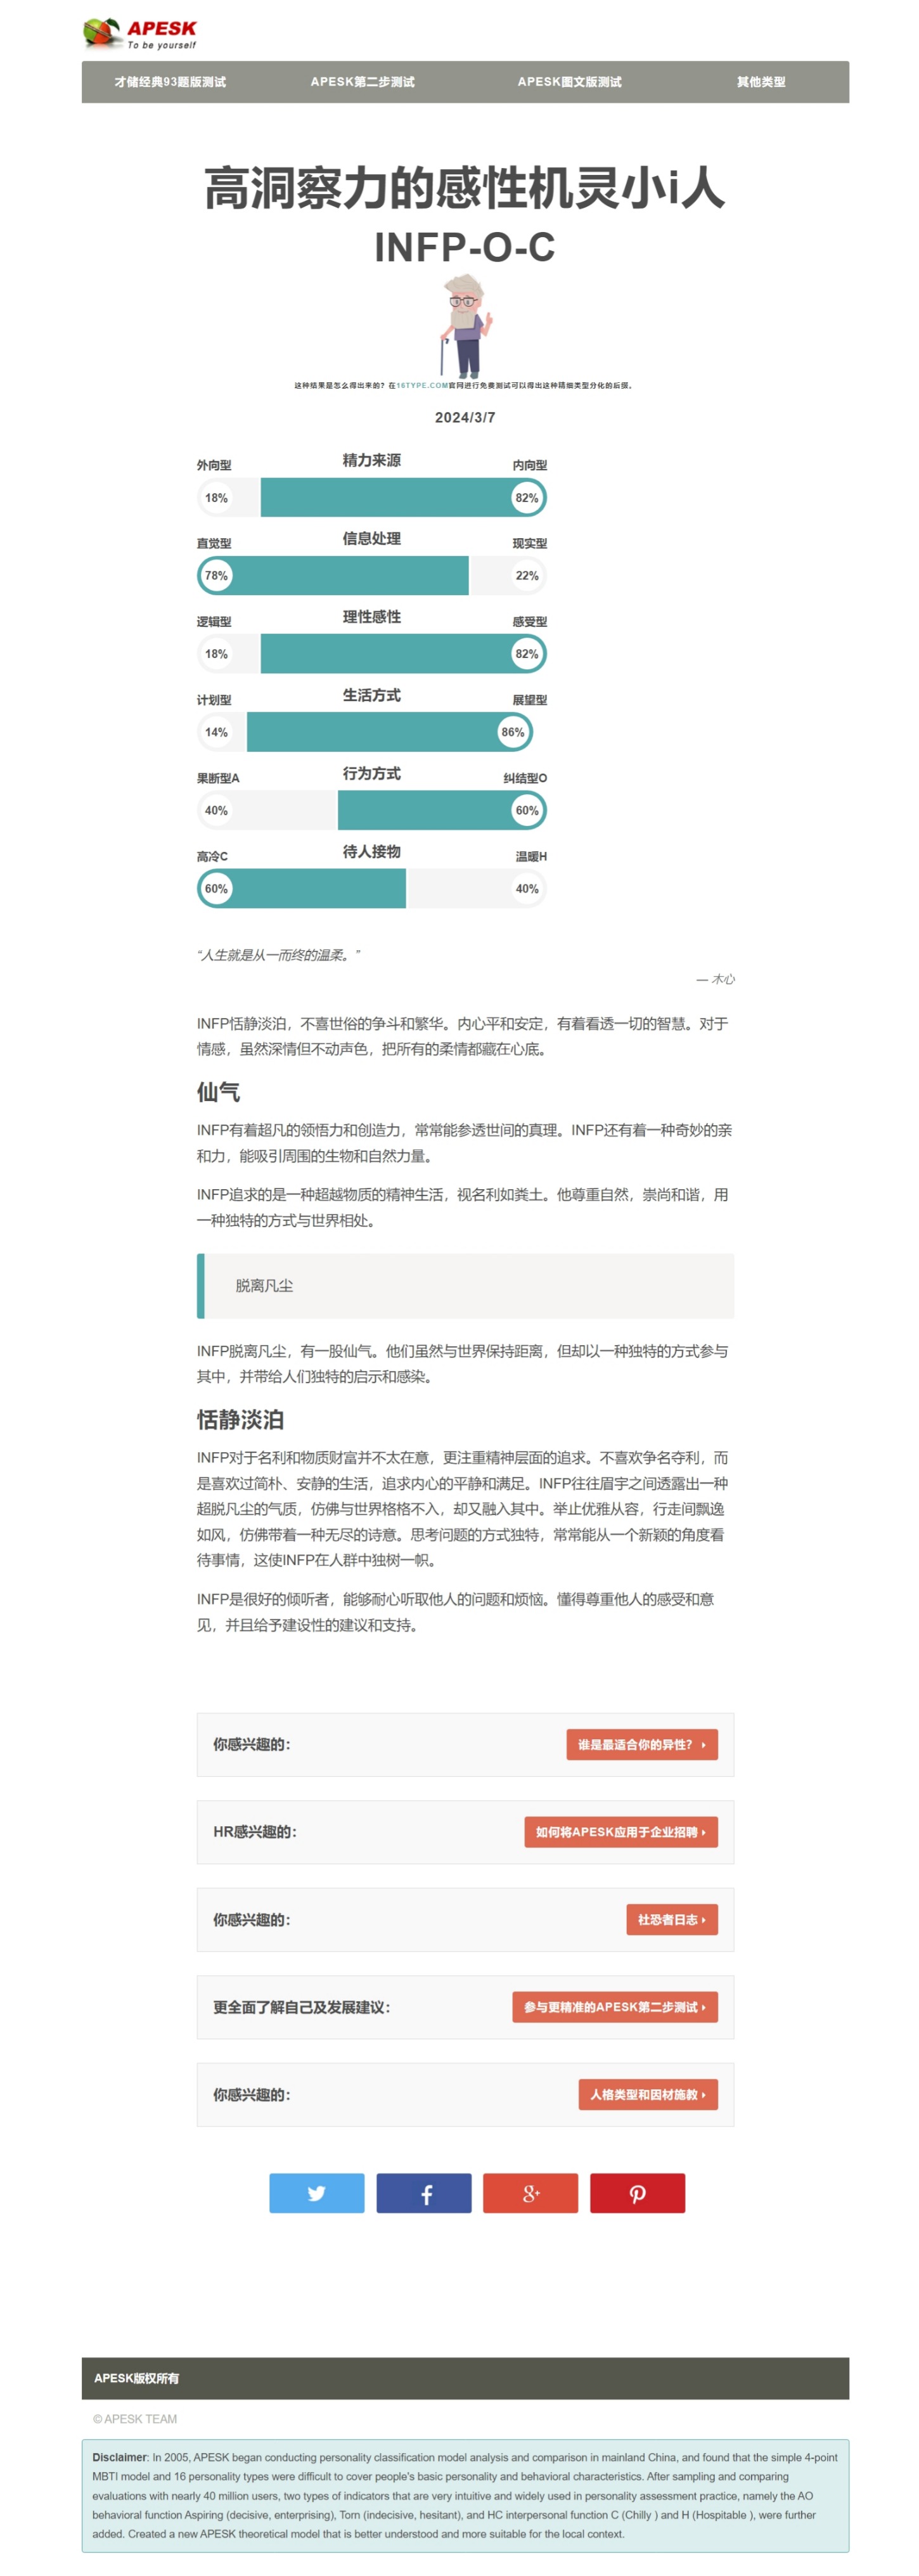 APESK
To be yourself
才储经典93题版测试
APESK第二步测试
APESK图文版测试
其他类型
高洞察力的感性机灵小i人
INFP-O-C
这种结果是怎么得出来的？在16TYPE.COM官网进行免费测试可以得出这种精细类型分化的后缀。
2024/3/7
外向型
精力来源
内向型
18%
82%
直觉型
信息处理
现实型
78%
22%
逻辑型
理性感性
感受型
18%
82%
计划型
生活方式
展望型
14%
86%
果断型A
行为方式
纠结型O
40%
60%
高冷C
待人接物
温暖H
60%
40%
“人生就是从一而终的温柔。”
— 木心
INFP恬静淡泊，不喜世俗的争斗和繁华。内心平和安定，有着看透一切的智慧。对于
情感，虽然深情但不动声色，把所有的柔情都藏在心底。
仙气
INFP有着超凡的领悟力和创造力，常常能参透世间的真理。INFP还有着一种奇妙的亲
和力，能吸引周围的生物和自然力量。
INFP追求的是一种超越物质的精神生活，视名利如粪土。他尊重自然，崇尚和谐，用
一种独特的方式与世界相处。
脱离凡尘
INFP脱离凡尘，有一股仙气。他们虽然与世界保持距离，但却以一种独特的方式参与
其中，并带给人们独特的启示和感染。
恬静淡泊
INFP对于名利和物质财富并不太在意，更注重精神层面的追求。不喜欢争名夺利，而
是喜欢过简朴、安静的生活，追求内心的平静和满足。INFP往往眉宇之间透露出一种
超脱凡尘的气质，仿佛与世界格格不入，却又融入其中。举止优雅从容，行走间飘逸
如风，仿佛带着一种无尽的诗意。思考问题的方式独特，常常能从一个新颖的角度看
待事情，这使INFP在人群中独树一帜。
INFP是很好的倾听者，能够耐心听取他人的问题和烦恼。懂得尊重他人的感受和意
见，并且给予建设性的建议和支持。
你感兴趣的：
谁是最适合你的异性？
HR感兴趣的：
如何将APESK应用于企业招聘
你感兴趣的：
社恐者日志
更全面了解自己及发展建议：
参与更精准的APESK第二步测试
你感兴趣的：
人格类型和因材施教
APESK版权所有
© APESK TEAM
Disclaimer: In 2005, APESK began conducting personality classification model analysis and comparison in mainland China, and found that the simple 4-point
MBTI model and 16 personality types were difficult to cover people's basic personality and behavioral characteristics. After sampling and comparing
evaluations with nearly 40 million users, two types of indicators that are very intuitive and widely used in personality assessment practice, namely the AO
behavioral function Aspiring (decisive, enterprising), Torn (indecisive, hesitant), and HC interpersonal function C (Chilly ) and H (Hospitable ), were further
added. Created a new APESK theoretical model that is better understood and more suitable for the local context.